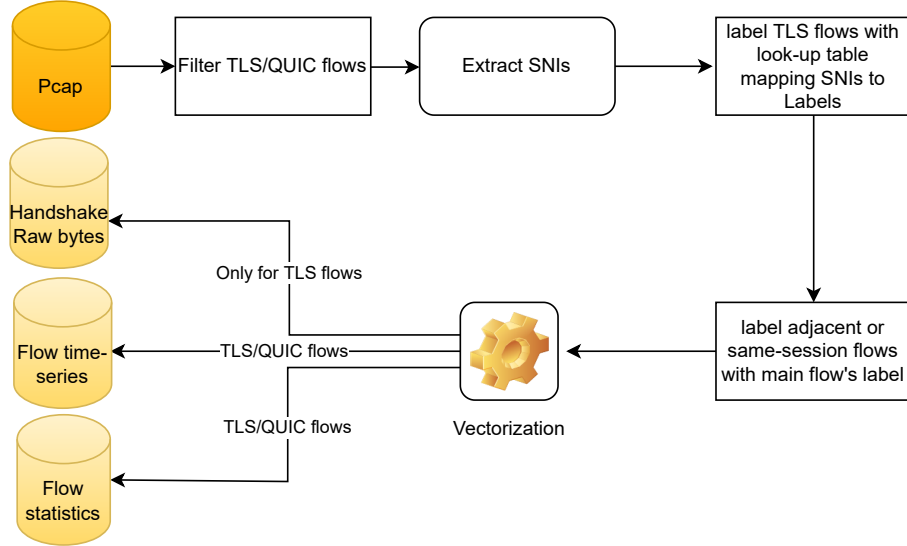 Pcap
Filter TLS/QUIC flows
Extract SNIs
label TLS flows with
look-up table
mapping SNIs to
Labels
Handshake
Raw bytes
Only for TLS flows
Flow time-
series
TLS/QUIC flows
label adjacent or
same-session flows
with main flow's label
TLS/QUIC flows
Vectorization
Flow
statistics